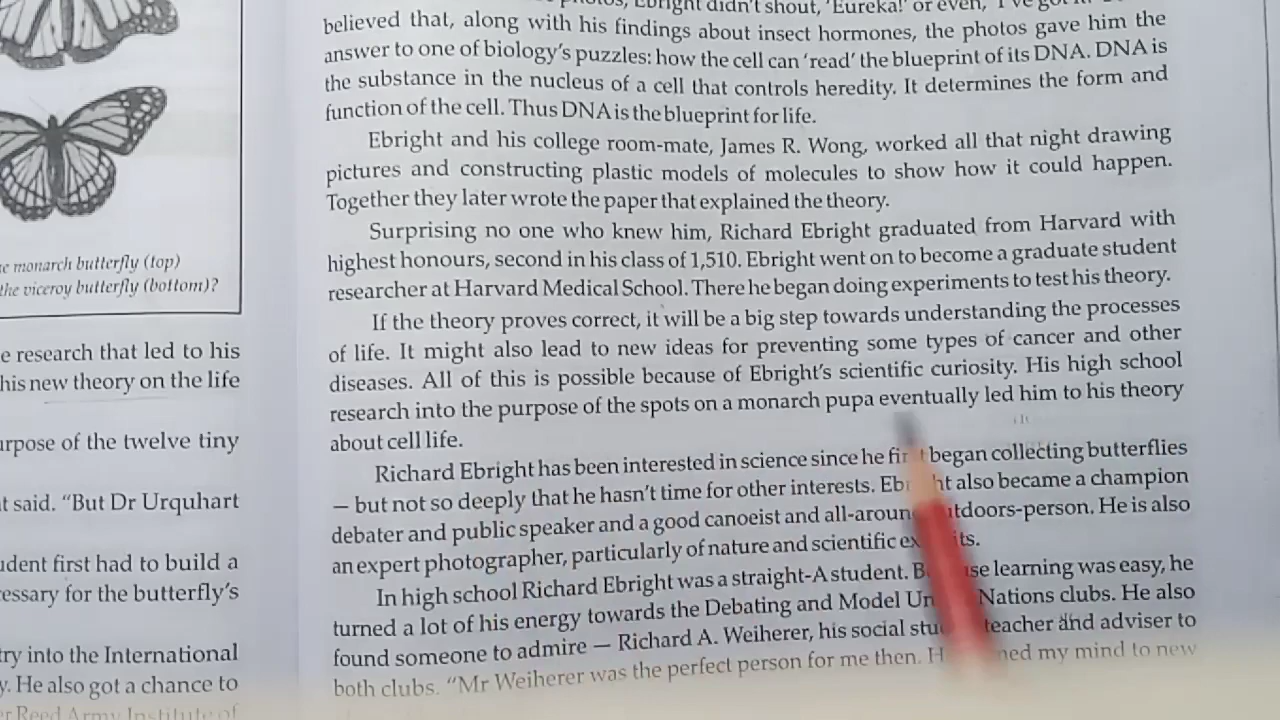 Ebright didn't shout, 'Eureka!' or even,
believed that, along with his findings about insect hormones, the photos gave him the
answer to one of biology's puzzles: how the cell can 'read' the blueprint of its DNA. DNA is
the substance in the nucleus of a cell that controls heredity. It determines the form and
function of the cell. Thus DNA is the blueprint for life.
Ebright and his college room-mate, James R. Wong, worked all that night drawing
pictures and constructing plastic models of molecules to show how it could happen.
Together they later wrote the paper that explained the theory.
Surprising no one who knew him, Richard Ebright graduated from Harvard with
highest honours, second in his class of 1,510. Ebright went on to become a graduate student
researcher at Harvard Medical School. There he began doing experiments to test his theory.
If the theory proves correct, it will be a big step towards understanding the processes
of life. It might also lead to new ideas for preventing some types of cancer and other
diseases. All of this is possible because of Ebright's scientific curiosity. His high school
research into the purpose of the spots on a monarch pupa eventually led him to his theory
about cell life.
Richard Ebright has been interested in science since he began collecting butterflies
— but not so deeply that he hasn't time for other interests. also became a champion
debater and public speaker and a good canoeist and. He is also
an expert photographer, particularly of nature and scientific
In high school Richard Ebright was a straight-A student. learning was easy, he
turned a lot of his energy towards the Debating and Model Nations clubs. He also
found someone to admire — Richard A. Weiherer, his social teacher and adviser to
both clubs. "Mr Weiherer was the perfect person for me then. my mind to new
monarch butterfly (top)
the viceroy butterfly (bottom)?
research that led to his
his new theory on the life
of the twelve tiny
said. "But Dr Urquhart
first had to build a
for the butterfly's
into the International
He also got a chance to
Reed Army Institute of